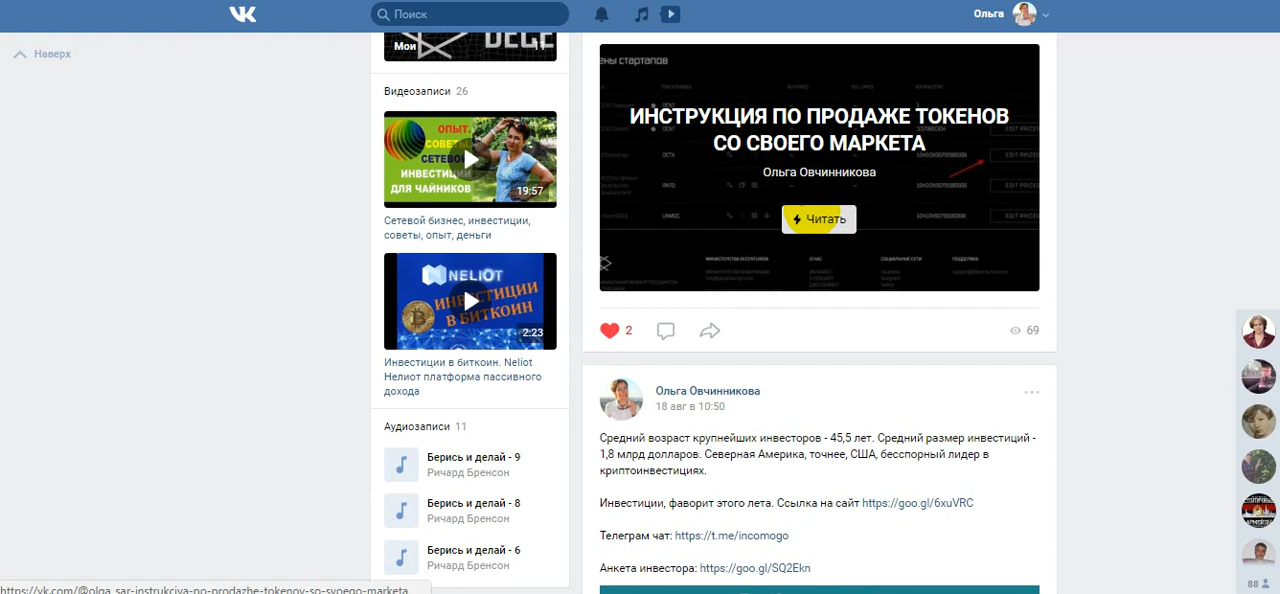 Поиск
Ольга
Наверх
Мои
DECE
11
Видеозаписи 26
ОПЫТ,
СОВЕТЫ,
СЕТЕВОЙ
ИНВЕСТИЦИИ
ДЛЯ ЧАЙНИКОВ
19:57
Сетевой бизнес, инвестиции,
советы, опыт, деньги
NELIOT
ИНВЕСТИЦИИ
В БИТКОИН
2:23
Инвестиции в биткоин. Neliot
Нелиот платформа пассивного
дохода
Аудиозаписи 11
Берись и делай - 9
Ричард Бренсон
Берись и делай - 8
Ричард Бренсон
Берись и делай - 6
Ричард Бренсон
https://vk.com/@olga_sar-instrukciya-po-prodazhe-tokenov-so-svoego-marketa
ены стартапов
ИНСТРУКЦИЯ ПО ПРОДАЖЕ ТОКЕНОВ
СО СВОЕГО МАРКЕТА
Ольга Овчинникова
Читать
EDIT PRICES
2
69
Ольга Овчинникова
18 авг в 10:50
Средний возраст крупнейших инвесторов - 45,5 лет. Средний размер инвестиций -
1,8 млрд долларов. Северная Америка, точнее, США, бесспорный лидер в
криптоинвестициях.
Инвестиции, фаворит этого лета. Ссылка на сайт https://goo.gl/6xuVRC
Телеграм чат: https://t.me/incomogo
Анкета инвестора: https://goo.gl/SQ2Ekn
88